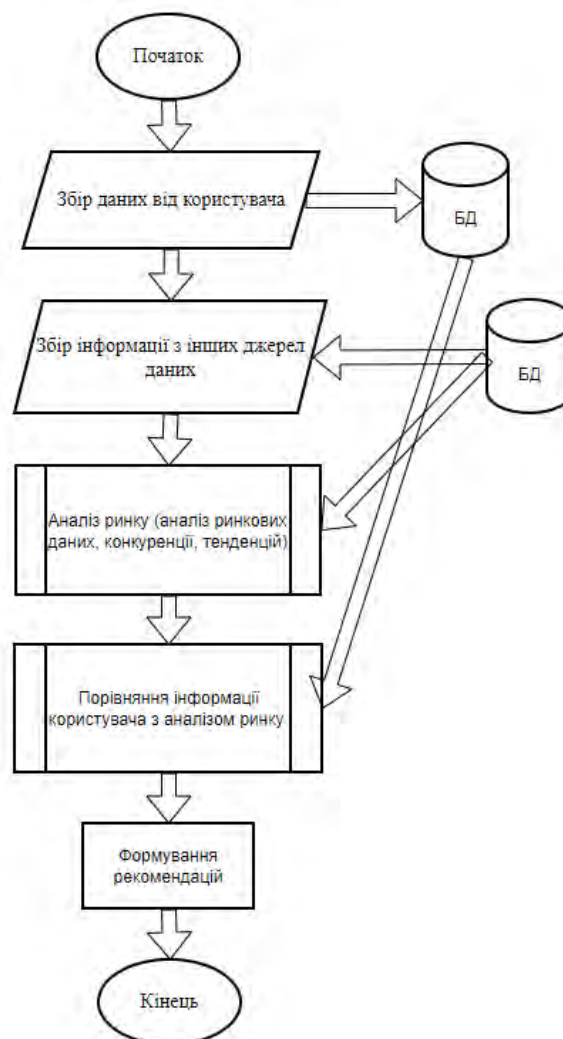 Початок
Збір даних від користувача
БД
Збір інформації з інших джерел
даних
БД
Аналіз ринку (аналіз ринкових
даних, конкуренції, тенденцій)
Порівняння інформації
користувача з аналізом ринку
Формування
рекомендацій
Кінець